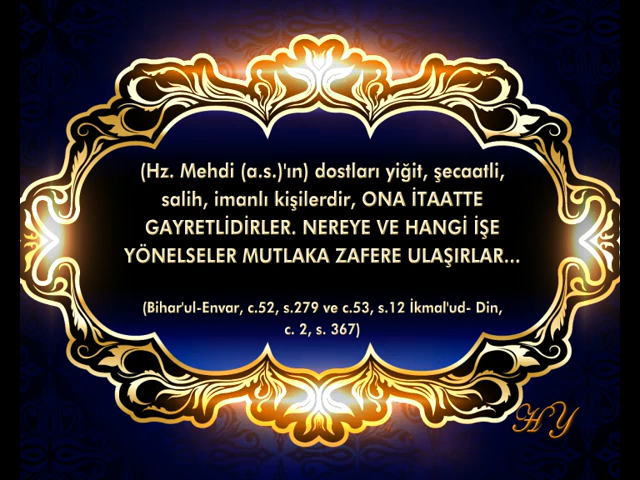 (Hz. Mehdi (a.s.)'ın) dostları yiğit, şecaatli,
salih, imanlı kişilerdir, ONA İTAATTE
GAYRETLİDİRLER. NEREYE VE HANGİ İŞE
YÖNELSELER MUTLAKA ZAFERE ULAŞIRLAR...
(Bihar'ul-Envar, c.52, s.279 ve c.53, s.12 İkmal'ud- Din,
c. 2, s. 367)
HY